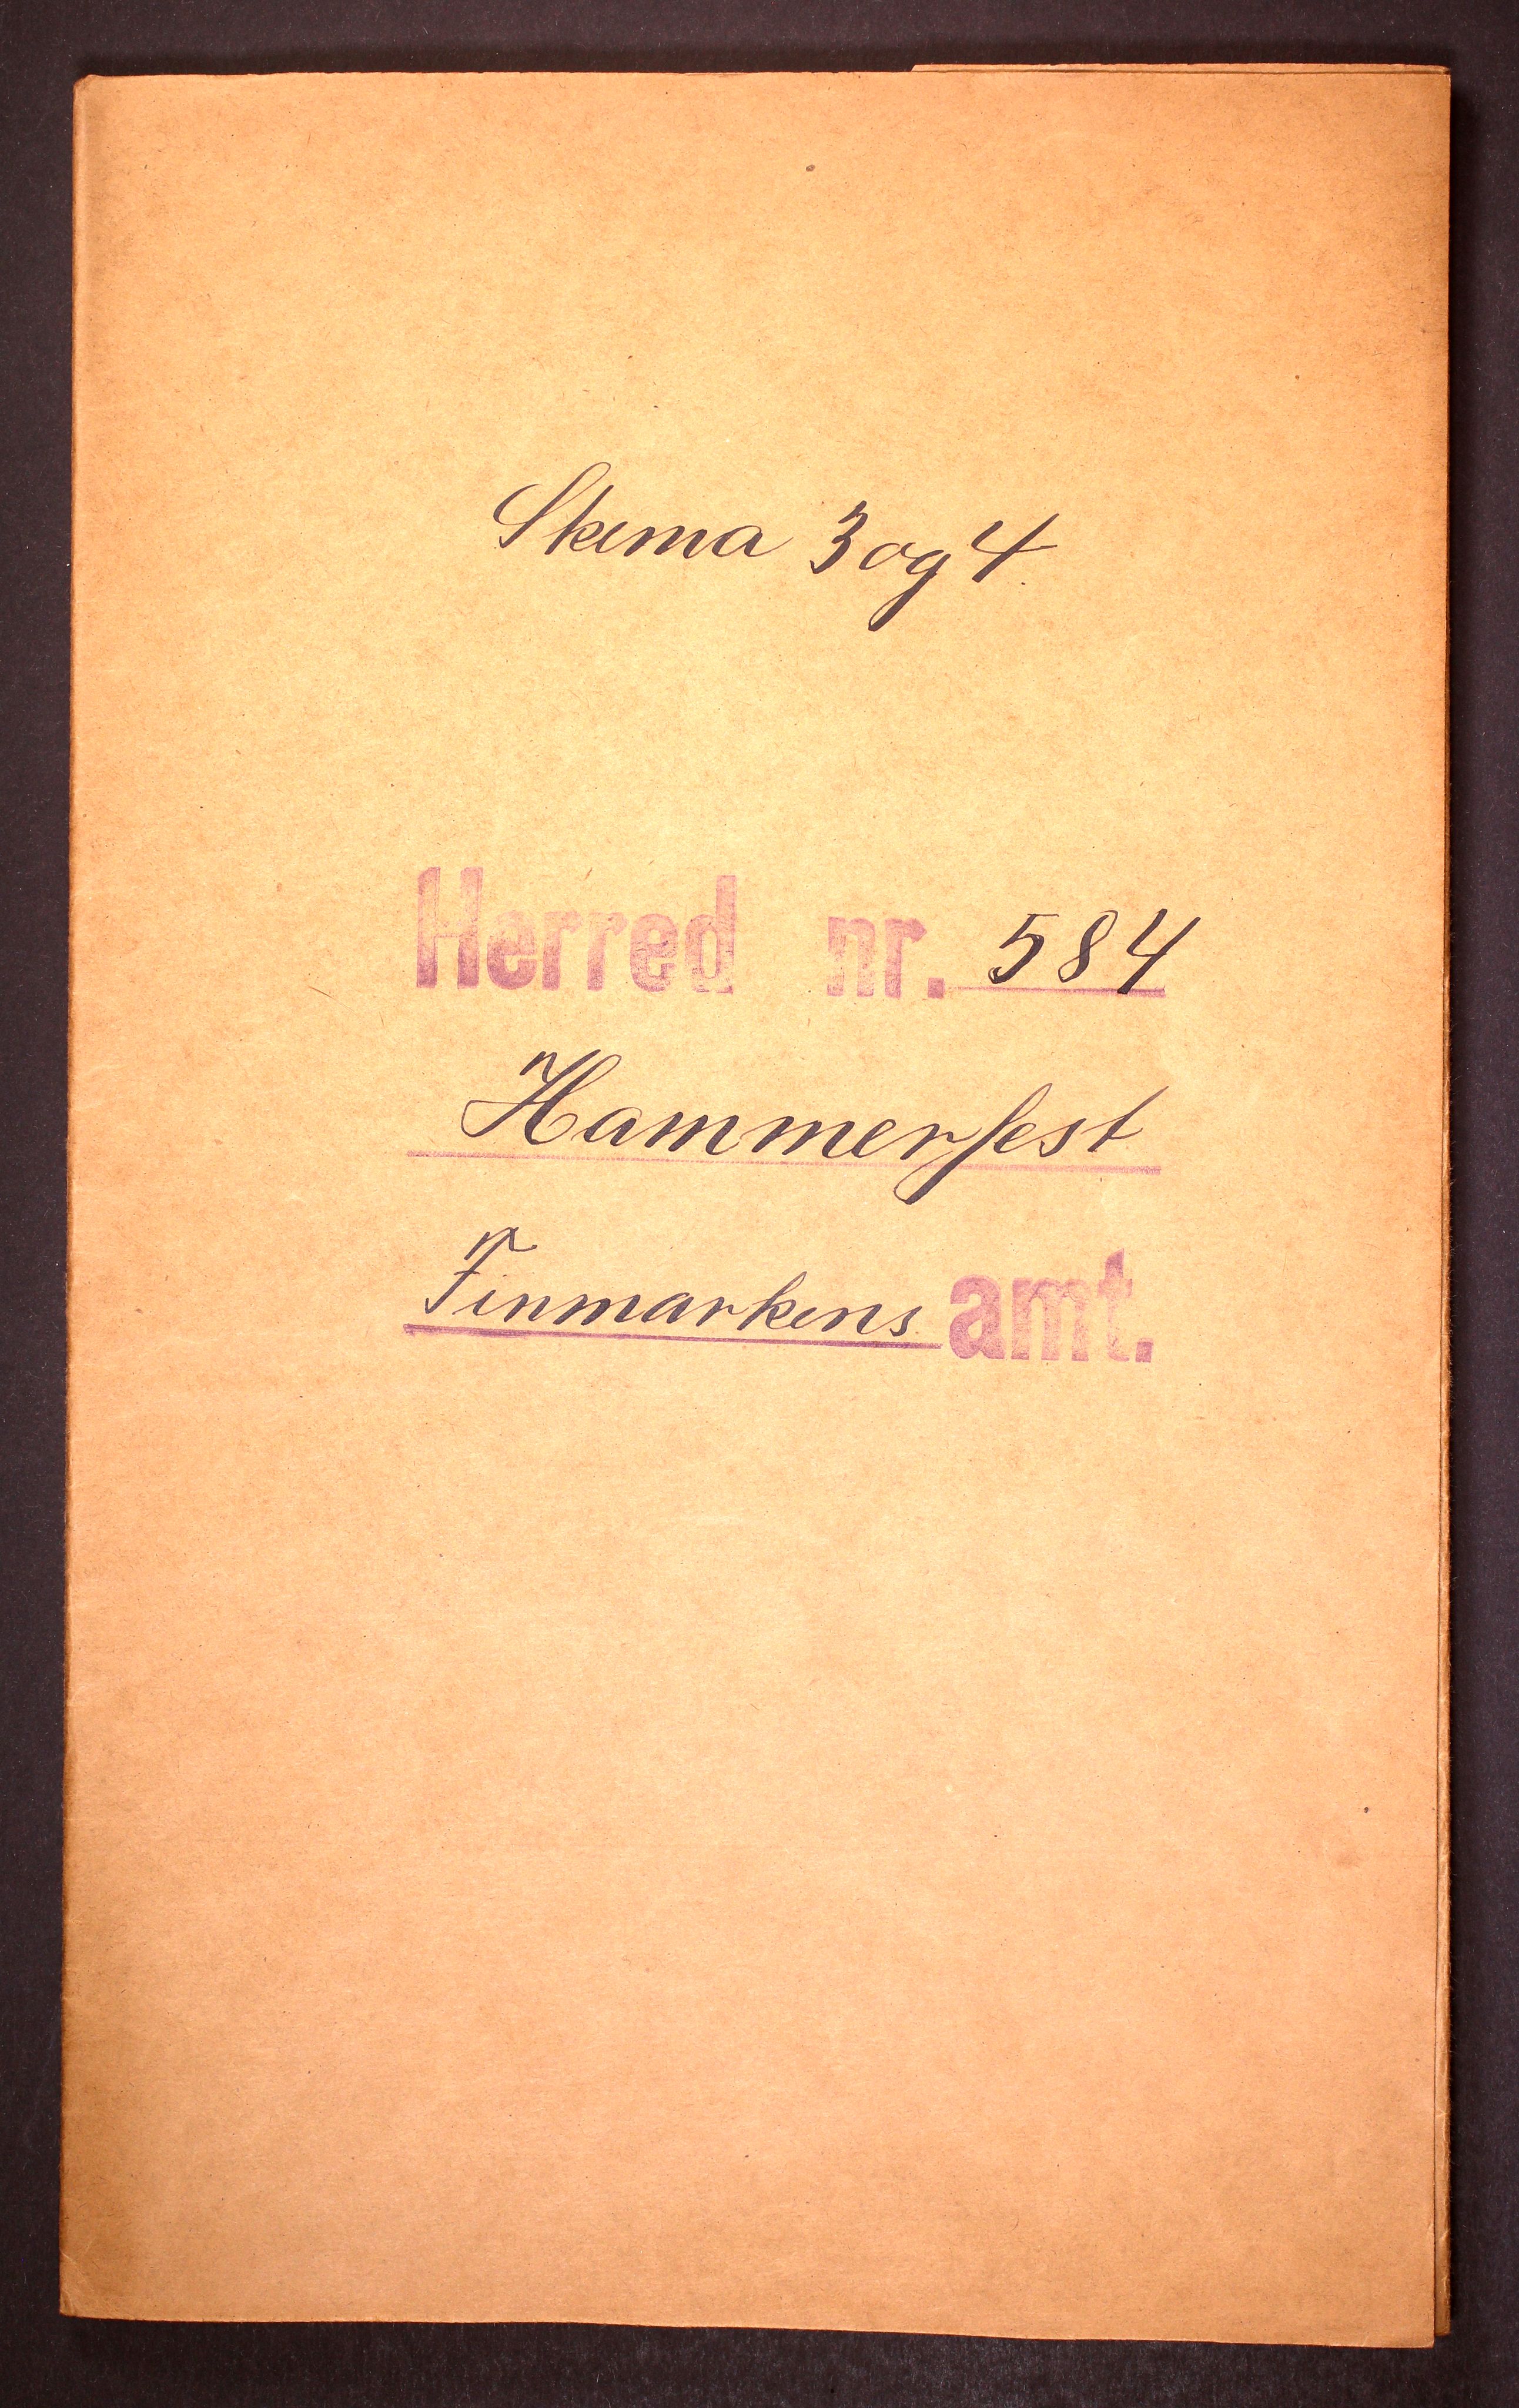 Skema 3 og 4.
Herred nr. 584
Hammerfest
Finmarkens amt.